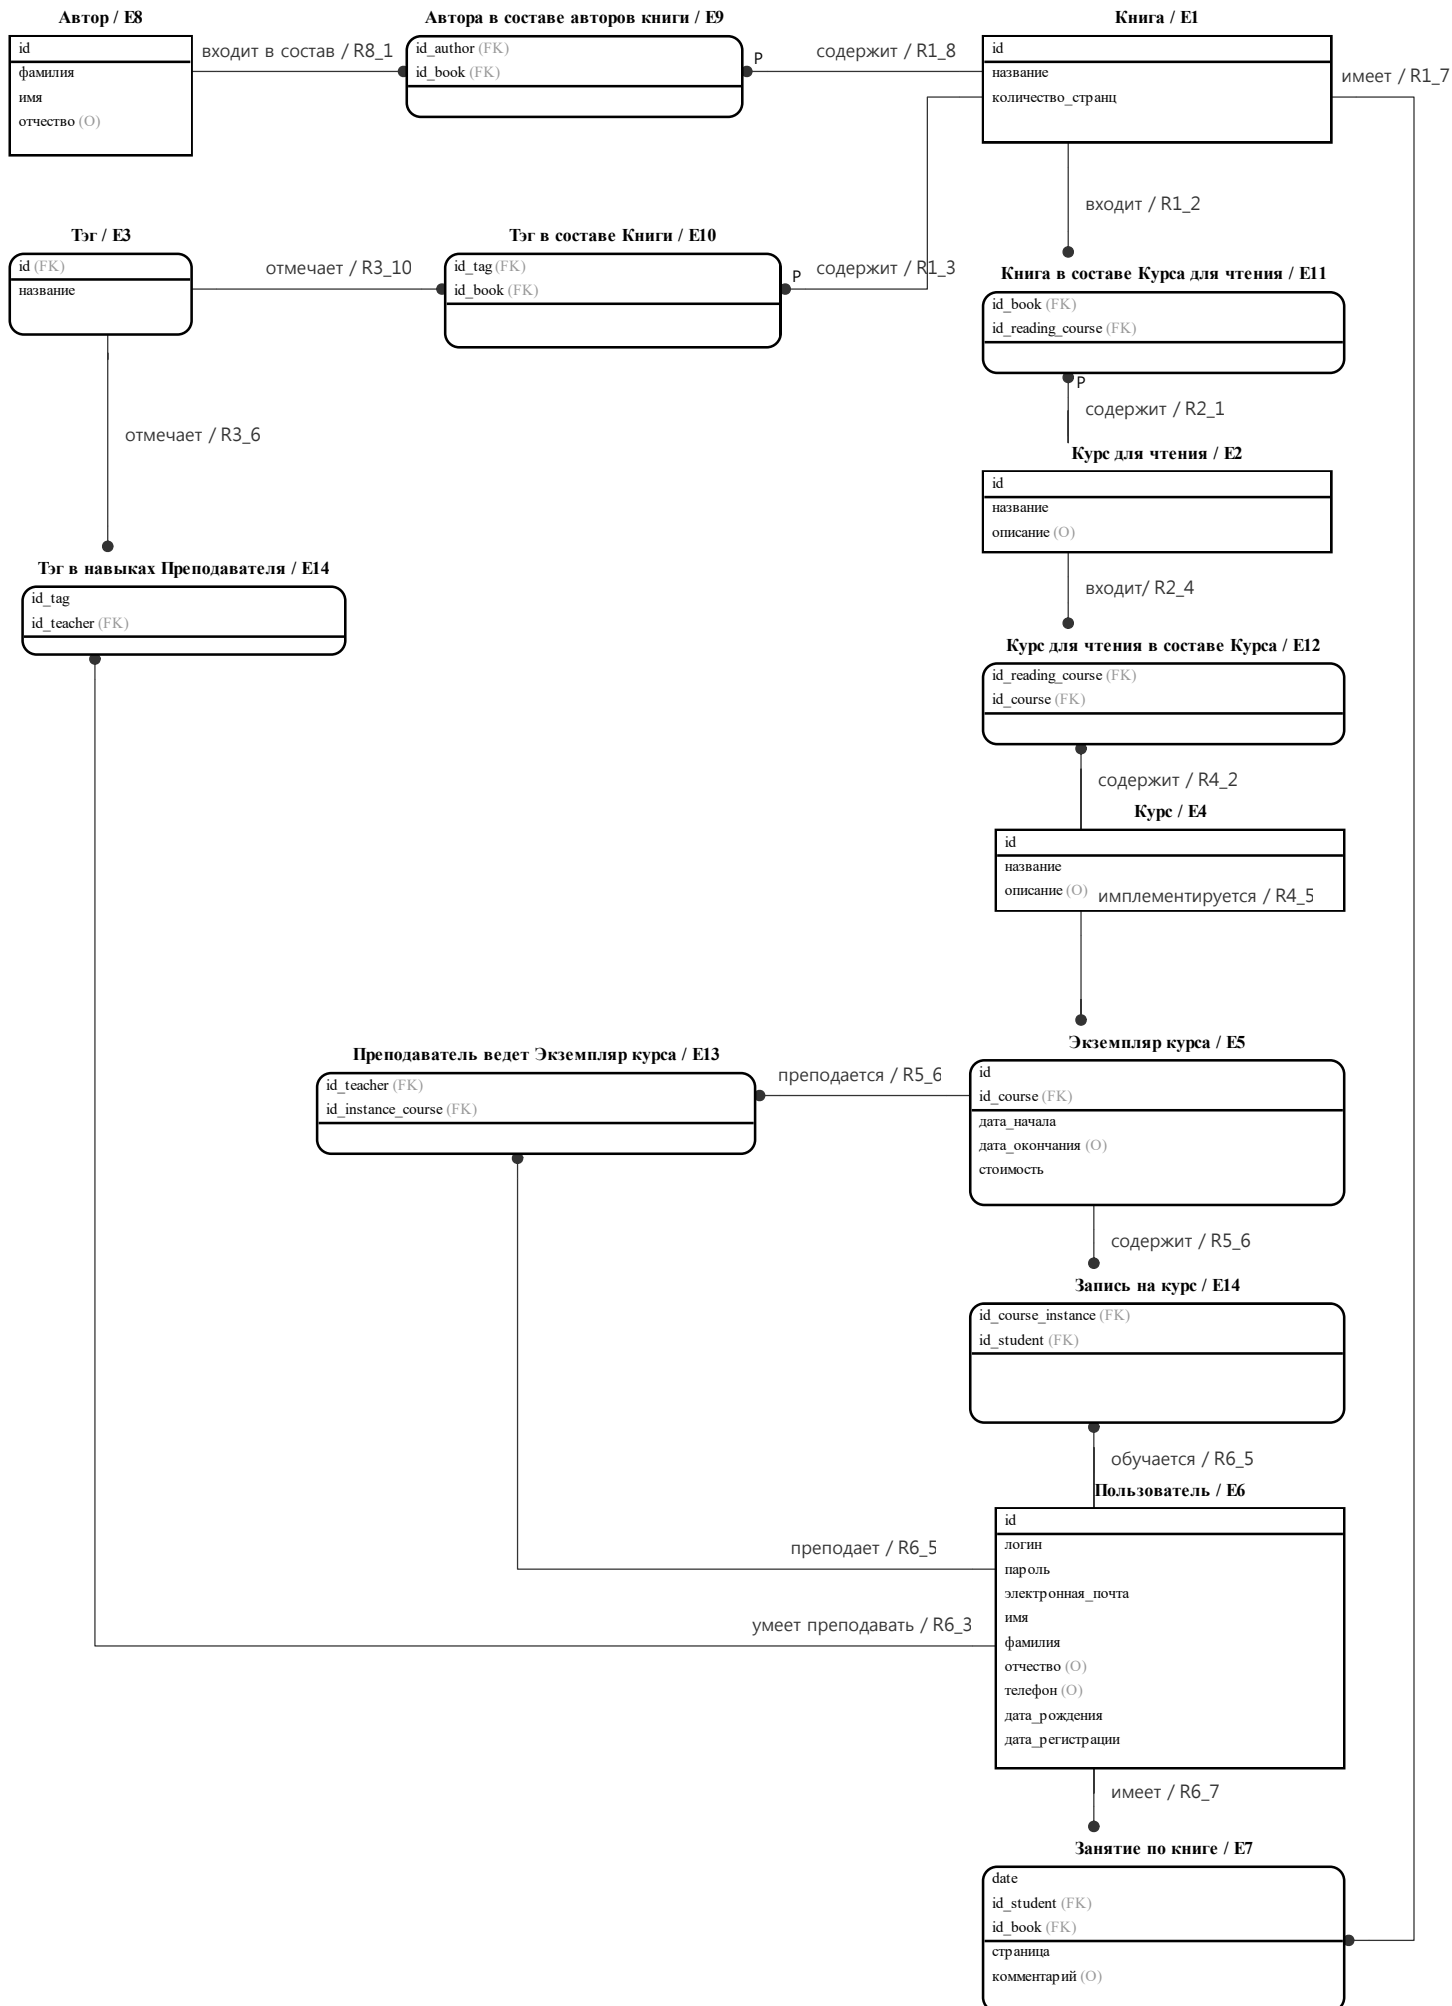 Автор / E8
id
фамилия
имя
отчество (O)
входит в состав / R8_1
Автора в составе авторов книги / E9
id_author (FK)
id_book (FK)
P
содержит / R1_8
Книга / E1
id
название
количество_странц
имеет / R1_7
входит / R1_2
Тэг / E3
id (FK)
название
отмечает / R3_10
Тэг в составе Книги / E10
id_tag (FK)
id_book (FK)
P
содержит / R1_3
Книга в составе Курса для чтения / E11
id_book (FK)
id_reading_course (FK)
P
содержит / R2_1
отмечает / R3_6
Курс для чтения / E2
id
название
описание (O)
входит/ R2_4
Тэг в навыках Преподавателя / E14
id_tag
id_teacher (FK)
Курс для чтения в составе Курса / E12
id_reading_course (FK)
id_course (FK)
содержит / R4_2
Курс / E4
id
название
описание (O)
имплементируется / R4_5
Экземпляр курса / E5
id
id_course (FK)
дата_начала
дата_окончания (O)
стоимость
преподается / R5_6
Преподаватель ведет Экземпляр курса / E13
id_teacher (FK)
id_instance_course (FK)
содержит / R5_6
Запись на курс / E14
id_course_instance (FK)
id_student (FK)
обучается / R6_5
Пользователь / E6
id
логин
пароль
электронная_почта
имя
фамилия
отчество (O)
телефон (O)
дата_рождения
дата_регистрации
преподает / R6_5
умеет преподавать / R6_3
имеет / R6_7
Занятие по книге / E7
date
id_student (FK)
id_book (FK)
страница
комментарий (O)